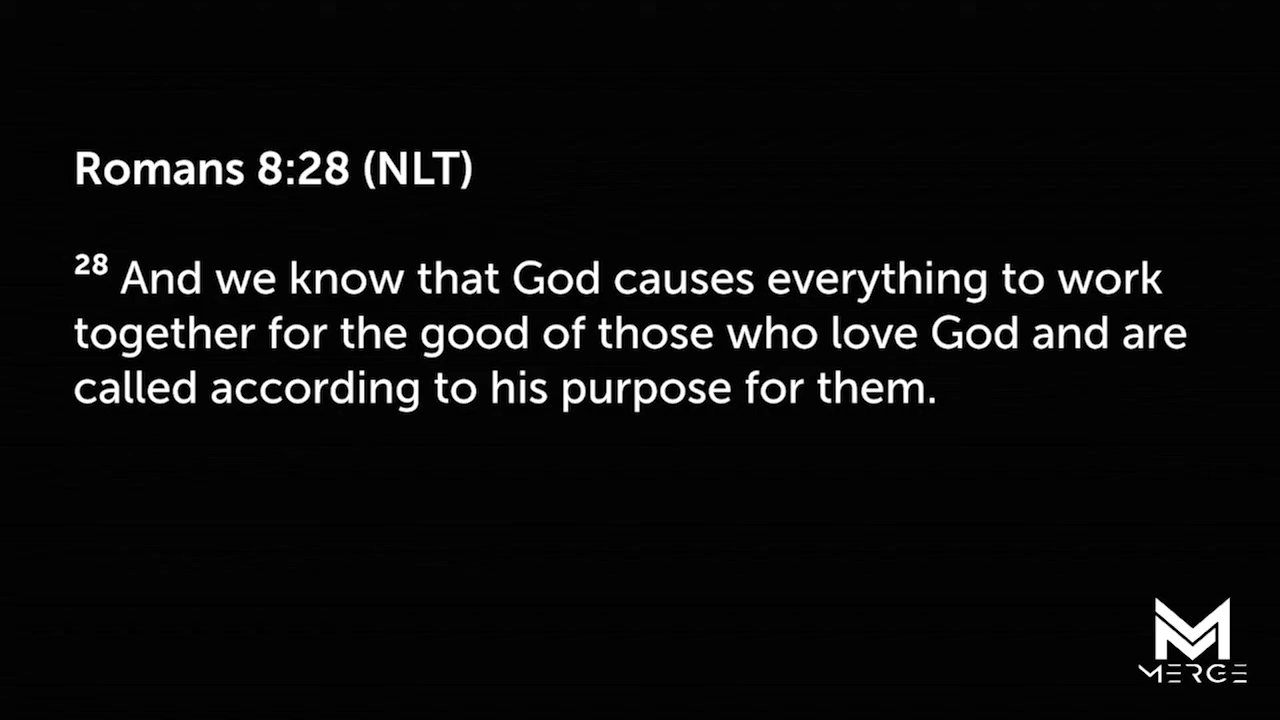 Romans 8:28 (NLT)
28 And we know that God causes everything to work
together for the good of those who love God and are
called according to his purpose for them.
MERGE